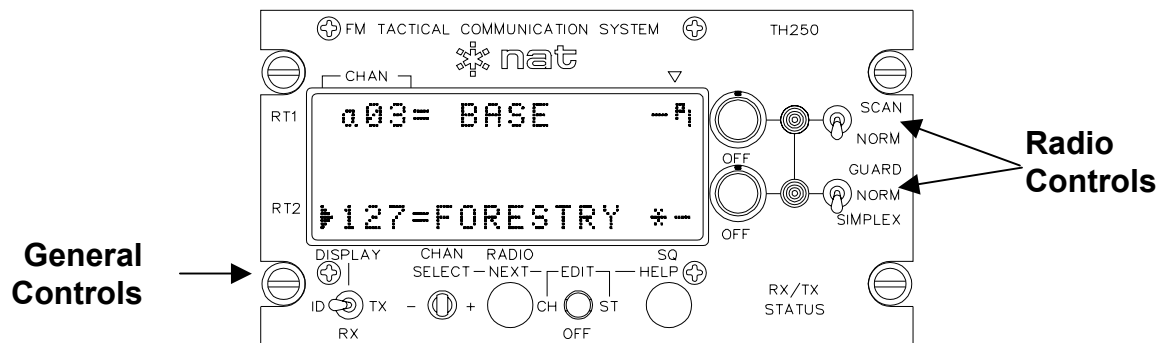 FM TACTICAL COMMUNICATION SYSTEM
TH250
nat
CHAN
RT1
a03= BASE -P1
SCAN
NORM
OFF
GUARD
NORM
SIMPLEX
RT2
127=FORESTRY *-
OFF
Radio
Controls
General
Controls
DISPLAY CHAN RADIO SQ
SELECT NEXT EDIT HELP
ID TX - + CH ST
RX OFF
RX/TX
STATUS